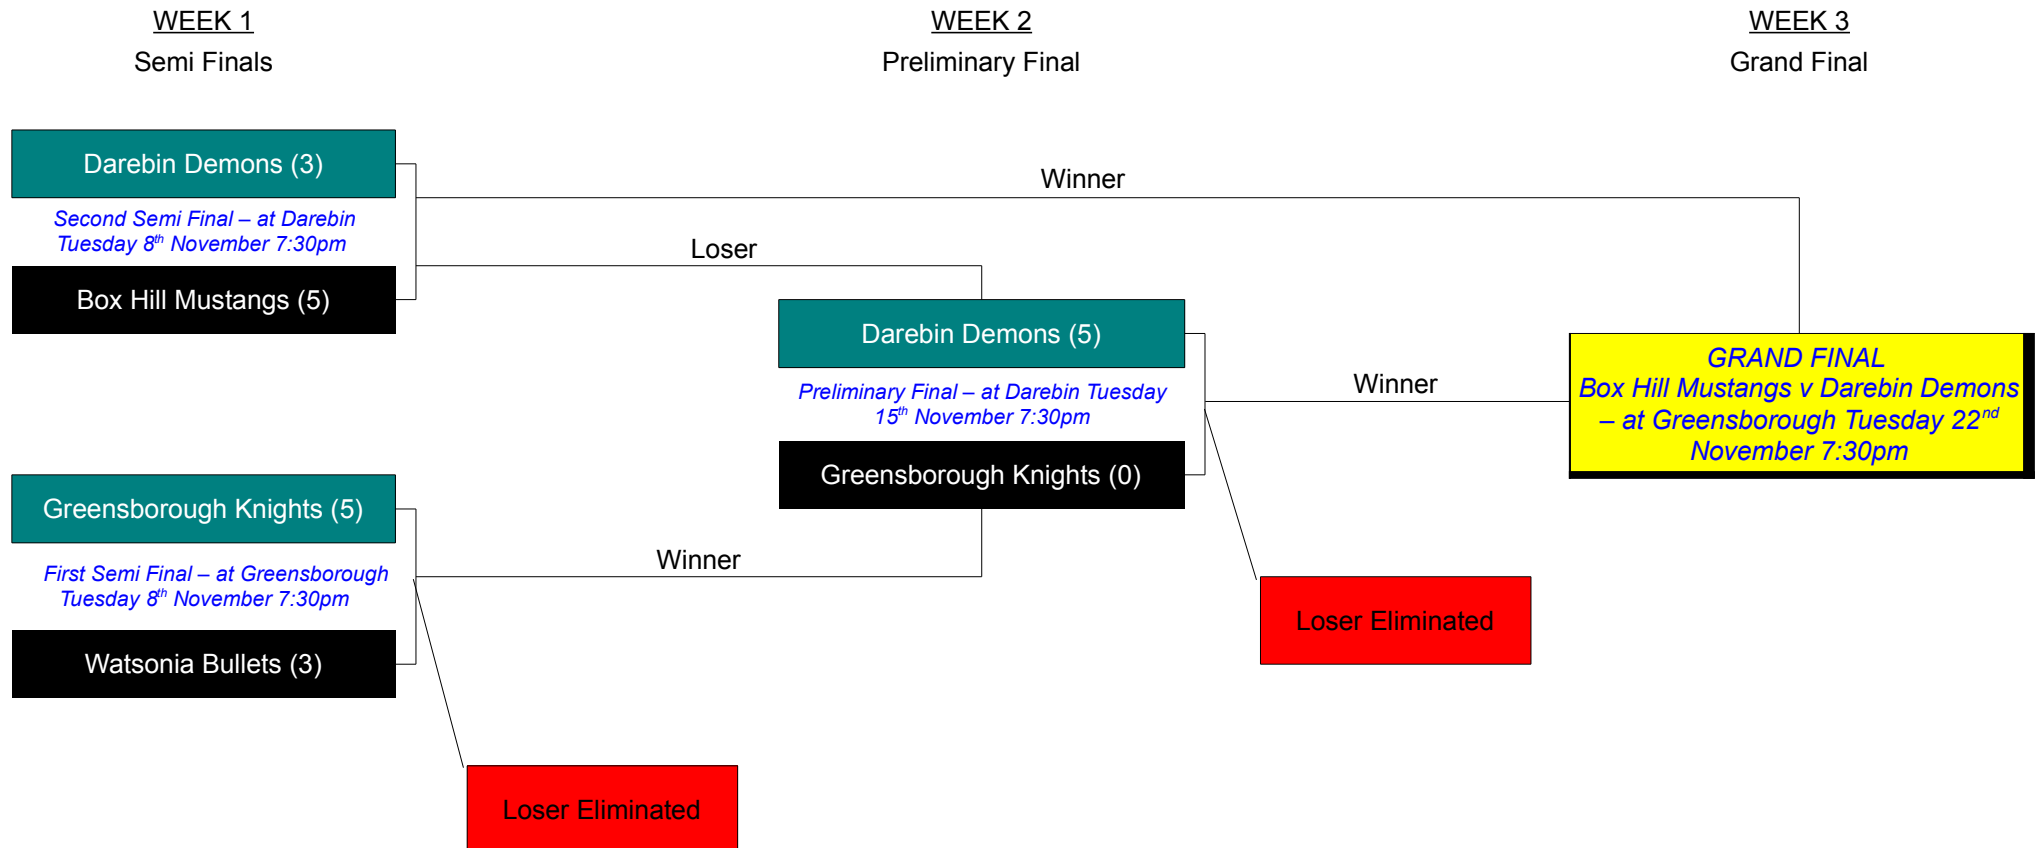 WEEK 1
Semi Finals
WEEK 2
Preliminary Final
WEEK 3
Grand Final
Darebin Demons (3)
Second Semi Final – at Darebin
Tuesday 8th November 7:30pm
Box Hill Mustangs (5)
Winner
Loser
Darebin Demons (5)
Preliminary Final – at Darebin Tuesday
15th November 7:30pm
Greensborough Knights (0)
Winner
GRAND FINAL
Box Hill Mustangs v Darebin Demons
– at Greensborough Tuesday 22nd
November 7:30pm
Greensborough Knights (5)
First Semi Final – at Greensborough
Tuesday 8th November 7:30pm
Watsonia Bullets (3)
Winner
Loser Eliminated
Loser Eliminated